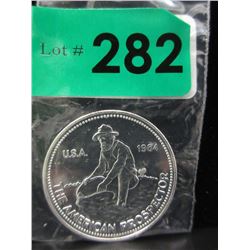 Lot # 282
U.S.A. 1984
THE AMERICAN PROSPECTOR